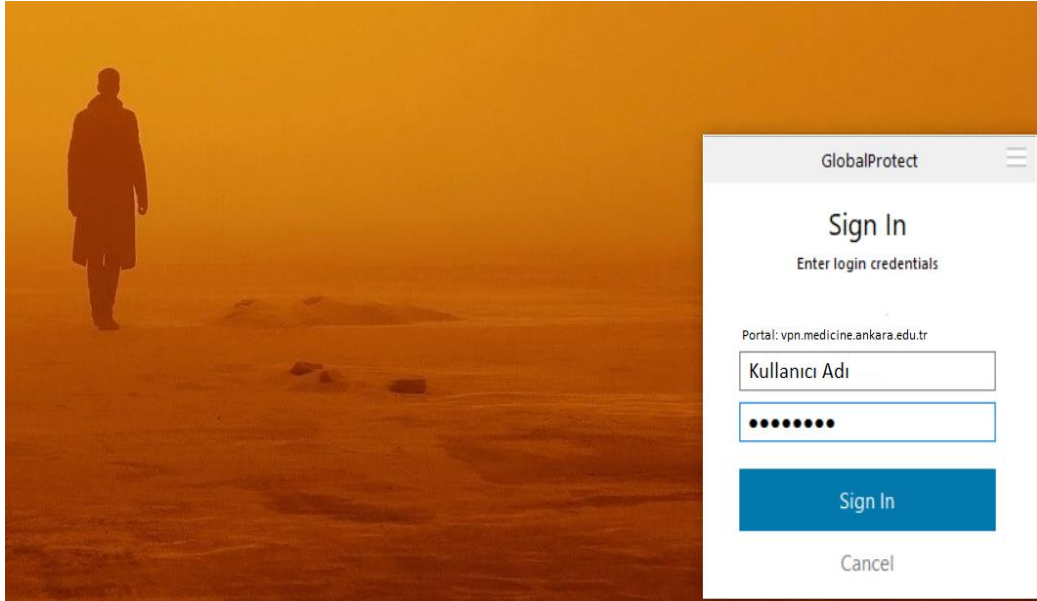 GlobalProtect
Sign In
Enter login credentials
Portal: vpn.medicine.ankara.edu.tr
Kullanıcı Adı
••••••••
Sign In
Cancel